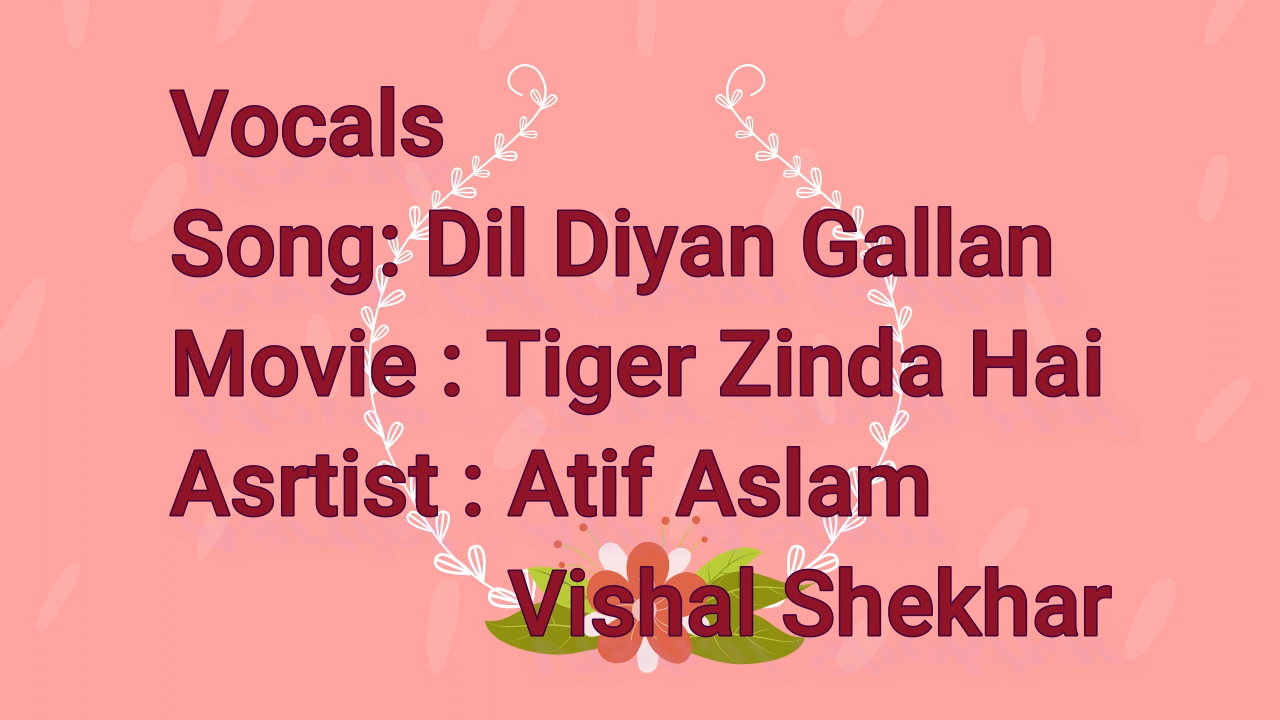 Vocals
Song: Dil Diyan Gallan
Movie : Tiger Zinda Hai
Asrtist : Atif Aslam
Vishal Shekhar